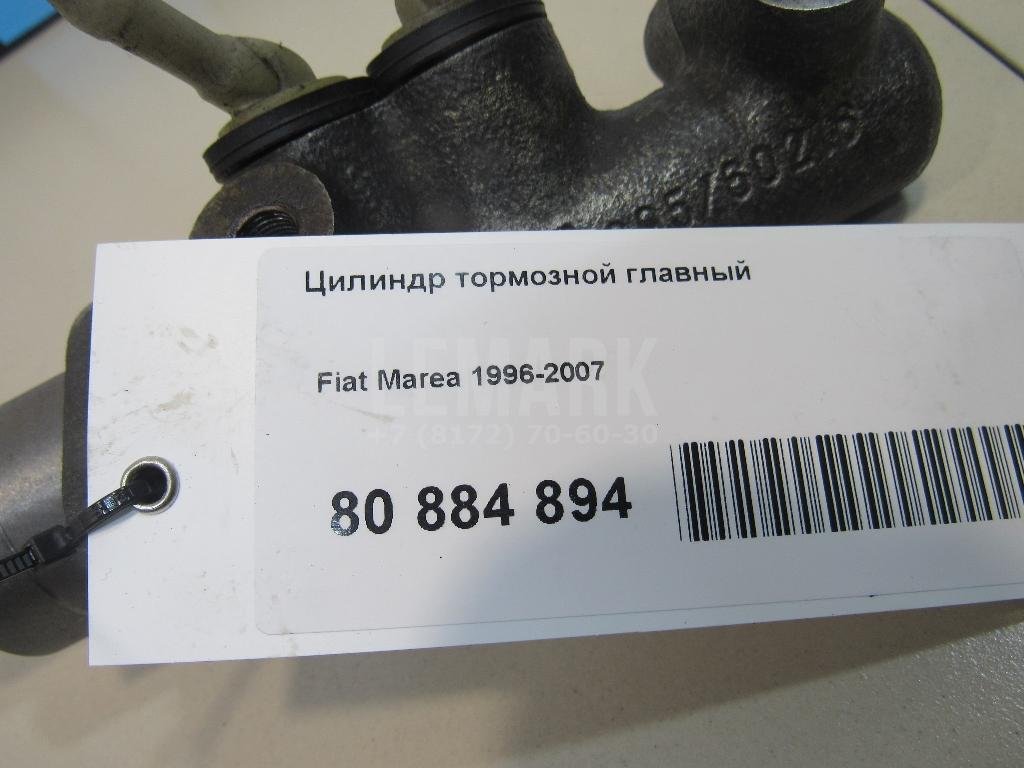 Цилиндр тормозной главный
Fiat Marea 1996-2007
LEMARK
+7 (8172) 70-60-30
80 884 894